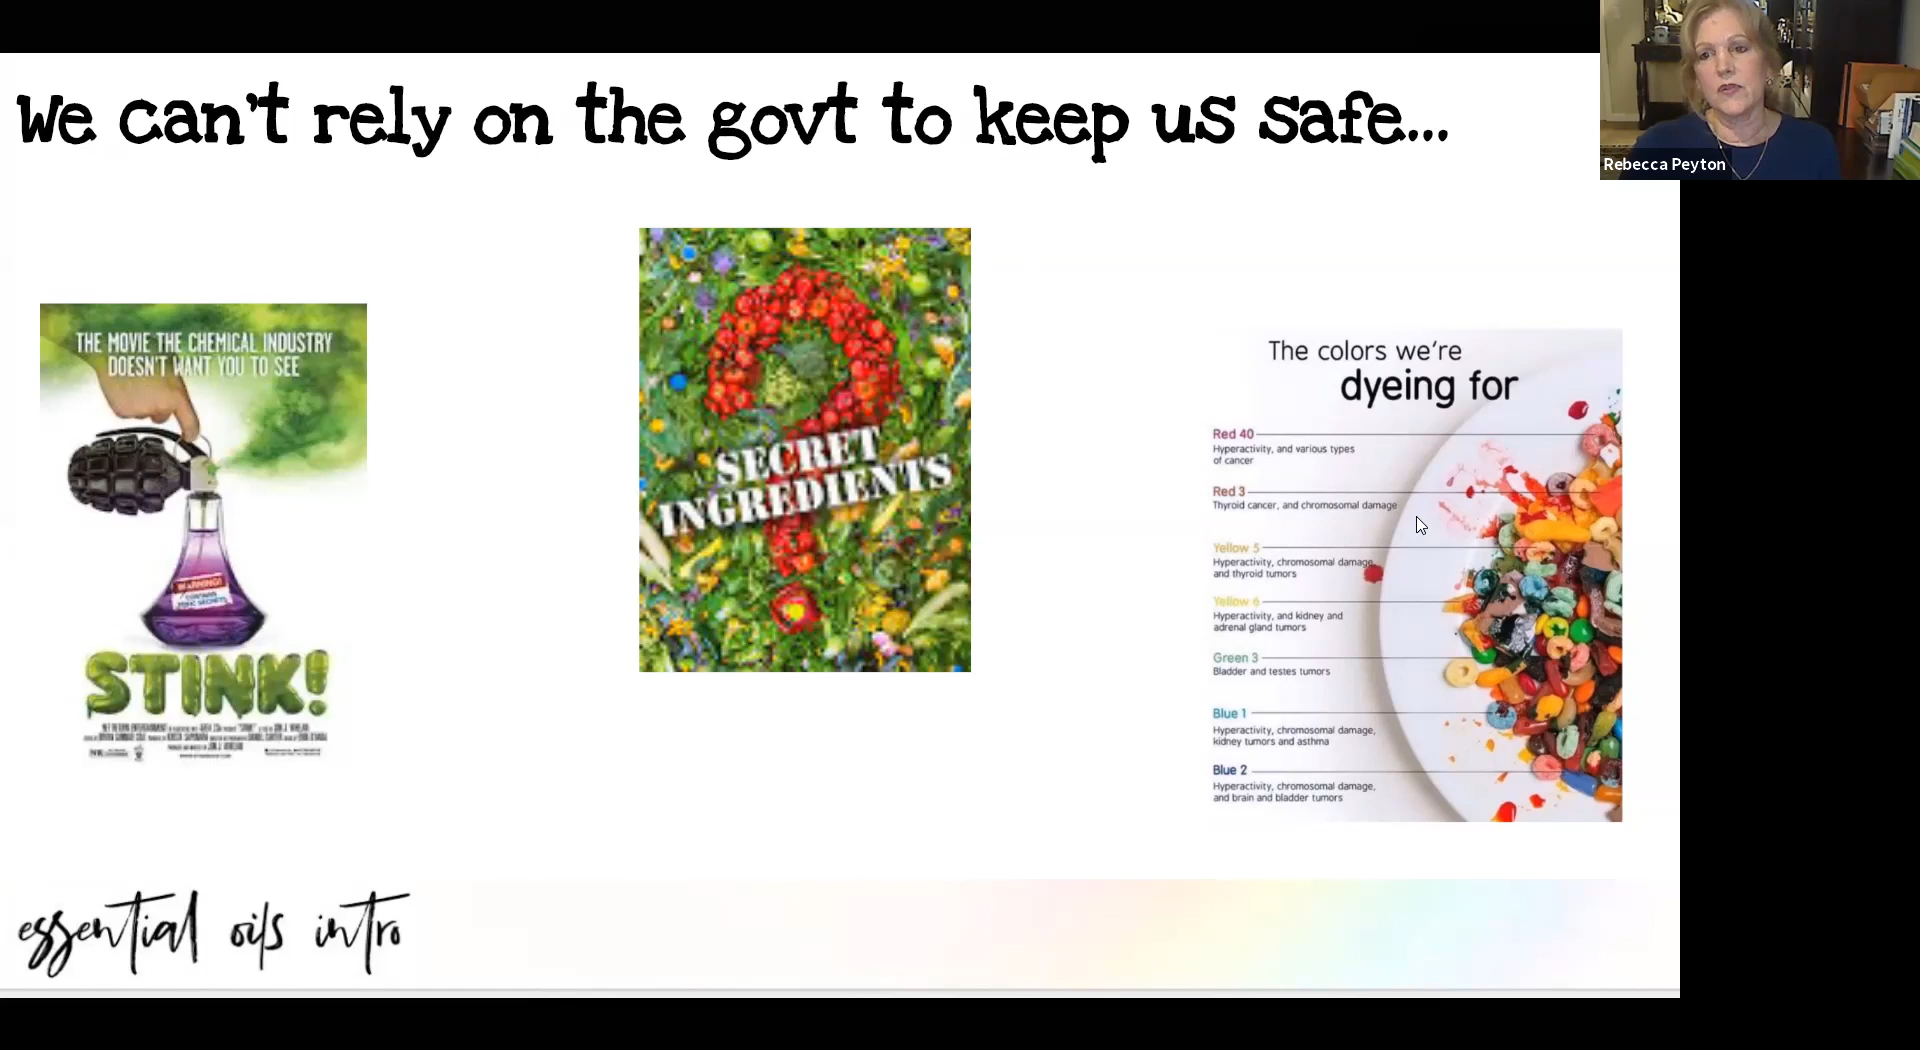 We can't rely on the govt to keep us safe...
Rebecca Peyton
THE MOVIE THE CHEMICAL INDUSTRY
DOESN'T WANT YOU TO SEE
WARNING!
STINK!
SECRET
INGREDIENTS
The colors we're
dyeing for
Red 40
Hyperactivity, and various types
of cancer
Red 3
Thyroid cancer, and chromosomal damage
Yellow 5
Hyperactivity, chromosomal damage,
and thyroid tumors
Yellow 6
Hyperactivity, and kidney and
adrenal gland tumors
Green 3
Bladder and testes tumors
Blue 1
Hyperactivity, chromosomal damage,
kidney tumors and asthma
Blue 2
Hyperactivity, chromosomal damage,
and brain and bladder tumors
essential oils intro